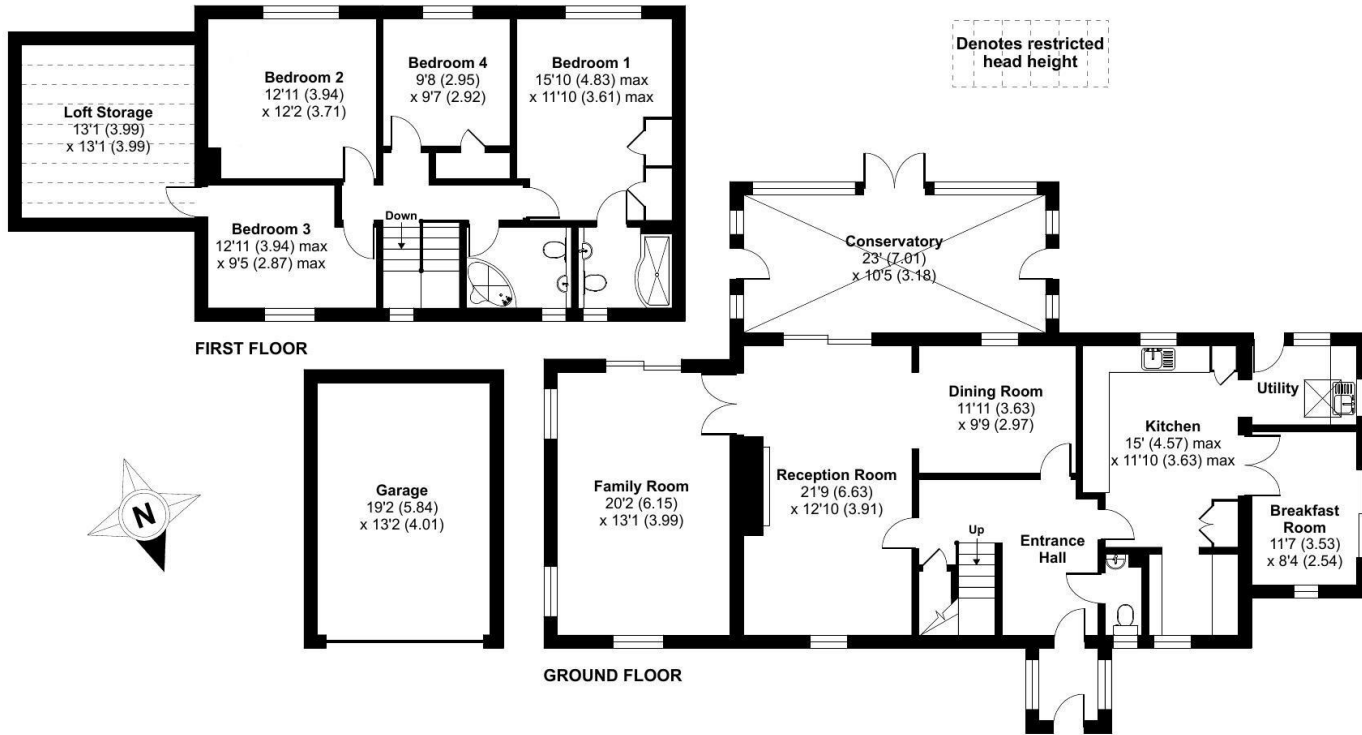 Denotes restricted
head height
Loft Storage
13'1 (3.99)
x 13'1 (3.99)
Bedroom 2
12'11 (3.94)
x 12'2 (3.71)
Bedroom 4
9'8 (2.95)
x 9'7 (2.92)
Bedroom 1
15'10 (4.83) max
x 11'10 (3.61) max
Bedroom 3
12'11 (3.94) max
x 9'5 (2.87) max
Down
FIRST FLOOR
Conservatory
23' (7.01)
x 10'5 (3.18)
Dining Room
11'11 (3.63)
x 9'9 (2.97)
Utility
Kitchen
15' (4.57) max
x 11'10 (3.63) max
Reception Room
21'9 (6.63)
x 12'10 (3.91)
Family Room
20'2 (6.15)
x 13'1 (3.99)
Garage
19'2 (5.84)
x 13'2 (4.01)
N
Up
Entrance
Hall
Breakfast
Room
11'7 (3.53)
x 8'4 (2.54)
GROUND FLOOR